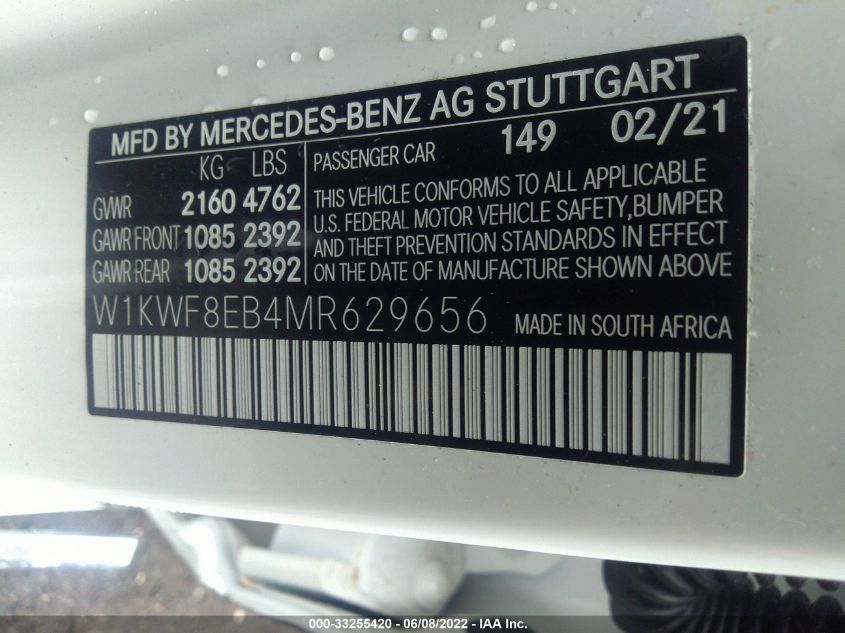 MFD BY MERCEDES-BENZ AG STUTTGART
KG LBS
GVWR 2160 4762
GAWR FRONT 1085 2392
GAWR REAR 1085 2392
PASSENGER CAR 149 02/21
THIS VEHICLE CONFORMS TO ALL APPLICABLE
U.S. FEDERAL MOTOR VEHICLE SAFETY,BUMPER
AND THEFT PREVENTION STANDARDS IN EFFECT
ON THE DATE OF MANUFACTURE SHOWN ABOVE
W1KWF8EB4MR629656 MADE IN SOUTH AFRICA
000-33255420 - 06/08/2022 - IAA Inc.